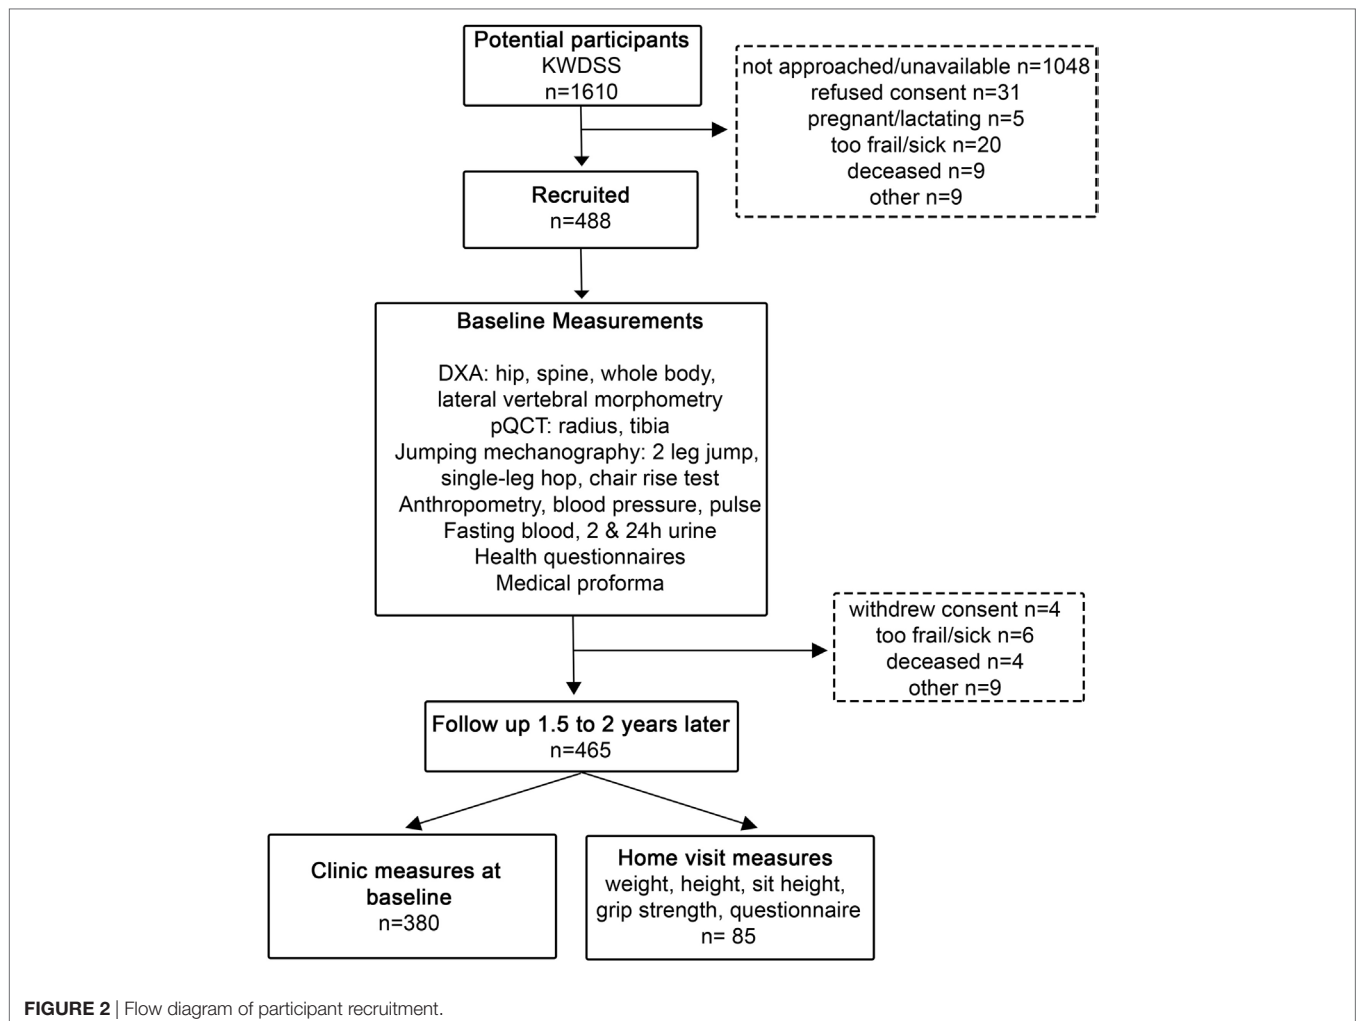 Potential participants
KWDSS
n=1610
not approached/unavailable n=1048
refused consent n=31
pregnant/lactating n=5
too frail/sick n=20
deceased n=9
other n=9
Recruited
n=488
Baseline Measurements
DXA: hip, spine, whole body,
lateral vertebral morphometry
pQCT: radius, tibia
Jumping mechanography: 2 leg jump,
single-leg hop, chair rise test
Anthropometry, blood pressure, pulse
Fasting blood, 2 & 24h urine
Health questionnaires
Medical proforma
withdrew consent n=4
too frail/sick n=6
deceased n=4
other n=9
Follow up 1.5 to 2 years later
n=465
Clinic measures at
baseline
n=380
Home visit measures
weight, height, sit height,
grip strength, questionnaire
n= 85
FIGURE 2 | Flow diagram of participant recruitment.